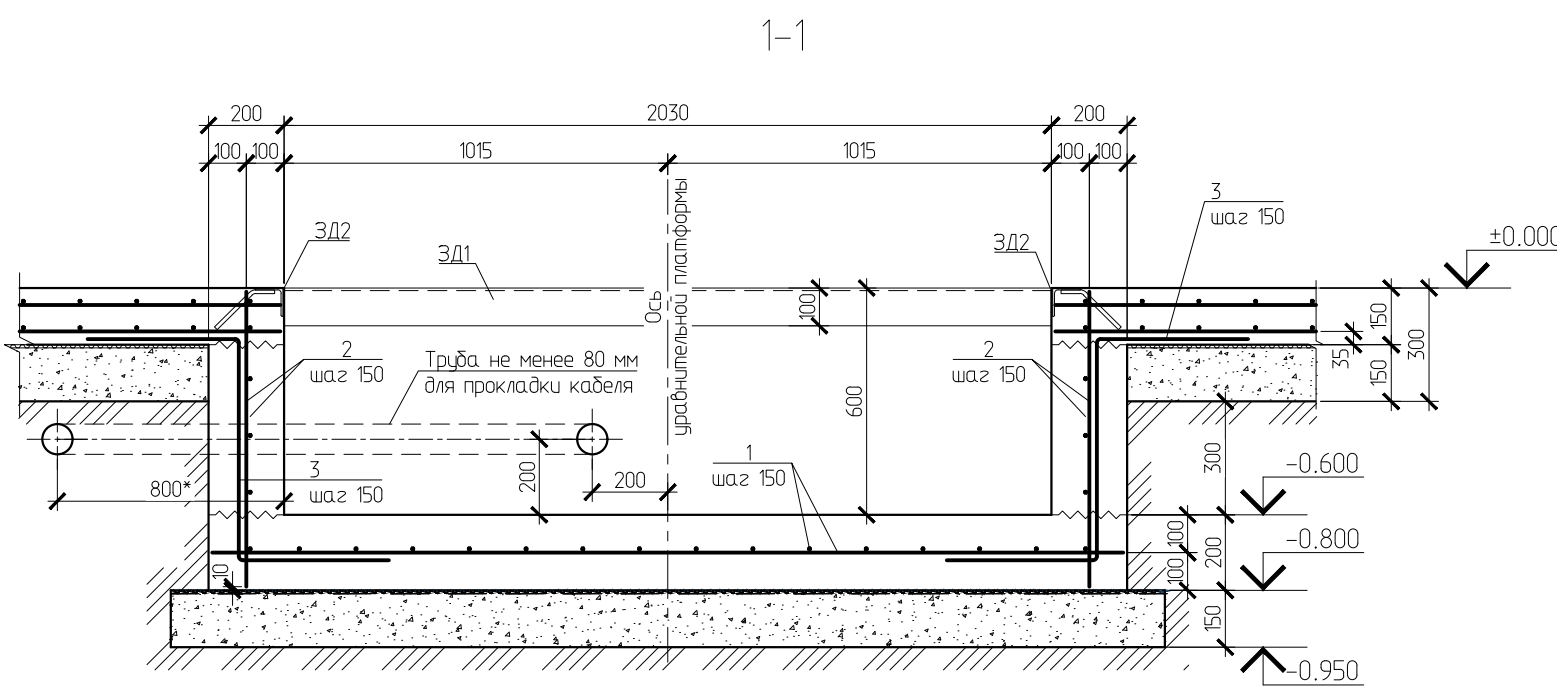 1-1
200
2030
200
100
100
1015
1015
100
100
3
шаг 150
±0.000
ЗД2
ЗД1
ЗД2
Ось
уравнительной платформы
100
150
300
35
150
2
шаг 150
Труба не менее 80 мм
для прокладки кабеля
2
шаг 150
600
300
-0.600
1
шаг 150
3
шаг 150
800*
200
200
100
200
-0.800
100
10
150
-0.950